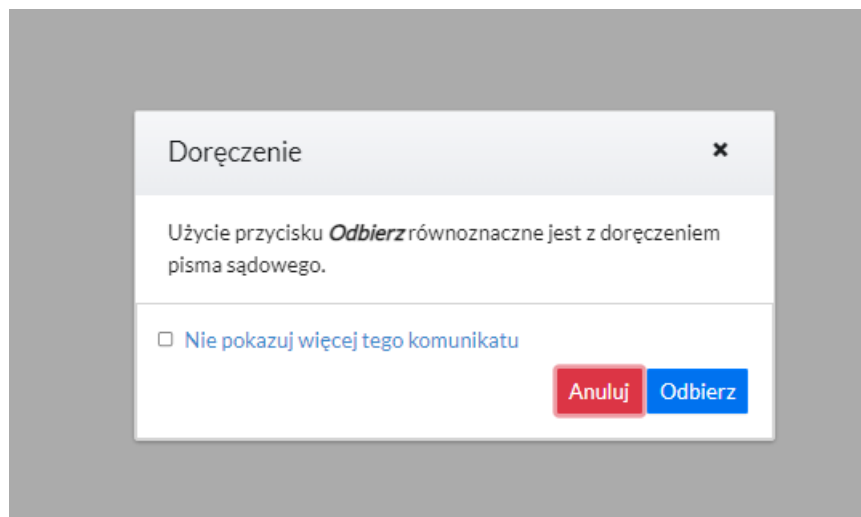 Doręczenie ×
Użycie przycisku Odbierz równoznaczne jest z doręczeniem
pisma sądowego.
Nie pokazuj więcej tego komunikatu
Anuluj Odbierz